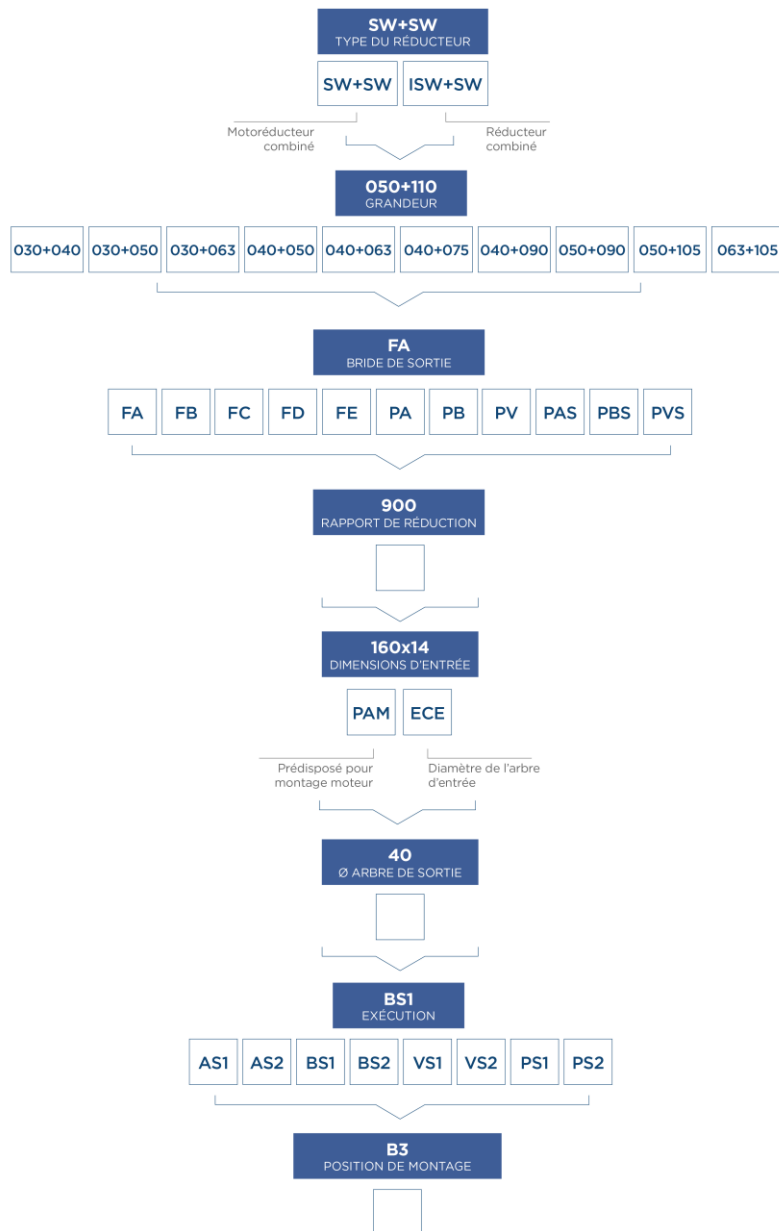 SW+SW
TYPE DU RÉDUCTEUR
SW+SW ISW+SW
Motoréducteur combiné
Réducteur combiné
050+110
GRANDEUR
030+040 030+050 030+063 040+050 040+063 040+075 040+090 050+090 050+105 063+105
FA
BRIDE DE SORTIE
FA FB FC FD FE PA PB PV PAS PBS PVS
900
RAPPORT DE RÉDUCTION
160x14
DIMENSIONS D'ENTRÉE
PAM ECE
Prédisposé pour
montage moteur
Diamètre de l'arbre
d'entrée
40
Ø ARBRE DE SORTIE
BS1
EXÉCUTION
AS1 AS2 BS1 BS2 VS1 VS2 PS1 PS2
B3
POSITION DE MONTAGE